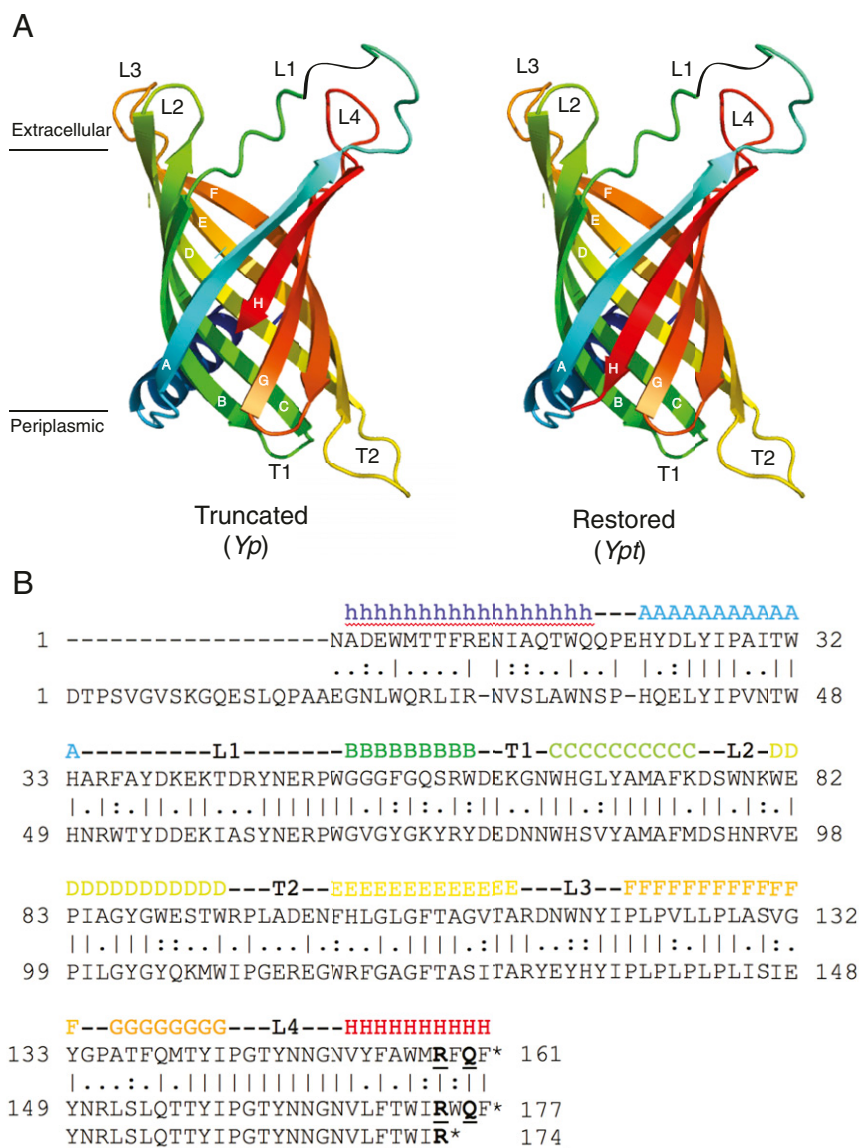 A
L3
L2
L1
L4
Extracellular
F
E
D
H
A
G
B
C
Periplasmic
T1
T2
Truncated
(Yp)
L3
L2
L1
L4
F
E
D
A
H
G
B
C
T1
T2
Restored
(Ypt)
B
hhhhhhhhhhhhhhhhh---AAAAAAAAAAA
1 ------------------NADEWMTTFRENIAQTWQQPEHYDLYIPAITW 32
1 DTPSVGVSKGQESLQPAAEGNLWQRLIR-NVSLAWNSP-HQELYIPVNTW 48
A---------L1-------BBBBBBBBB--T1-CCCCCCCCCC--L2--DD
33 HARFAYDKEKTDRYNERPWGGGFGQSRWDEKGNWHGLYAMAFKDSWNKWE 82
49 HNRWTYDDEKIASYNERPWGVGYGKYRYDEDNNWHSVYAMAFMDSHNRVE 98
DDDDDDDDDDD---T2--EEEEEEEEEEEEE---L3---FFFFFFFFFFFF
83 PIAGYGWESTWRPLADENFHLGLGFTAGVTARDNWNYIPLPVLLPLASVG 132
99 PILGYGYQKMWIPGEREGWRFGAGFTASITARYEYHYIPLPLPLPLISIE 148
F--GGGGGGGG---L4---HHHHHHHHHH
133 YGPATFQMTYIPGTYNNGNVYFAWMRFQF* 161
149 YNRLSLQTTYIPGTYNNGNVLFTWIRWQF* 177
YNRLSLQTTYIPGTYNNGNVLFTWIR* 174